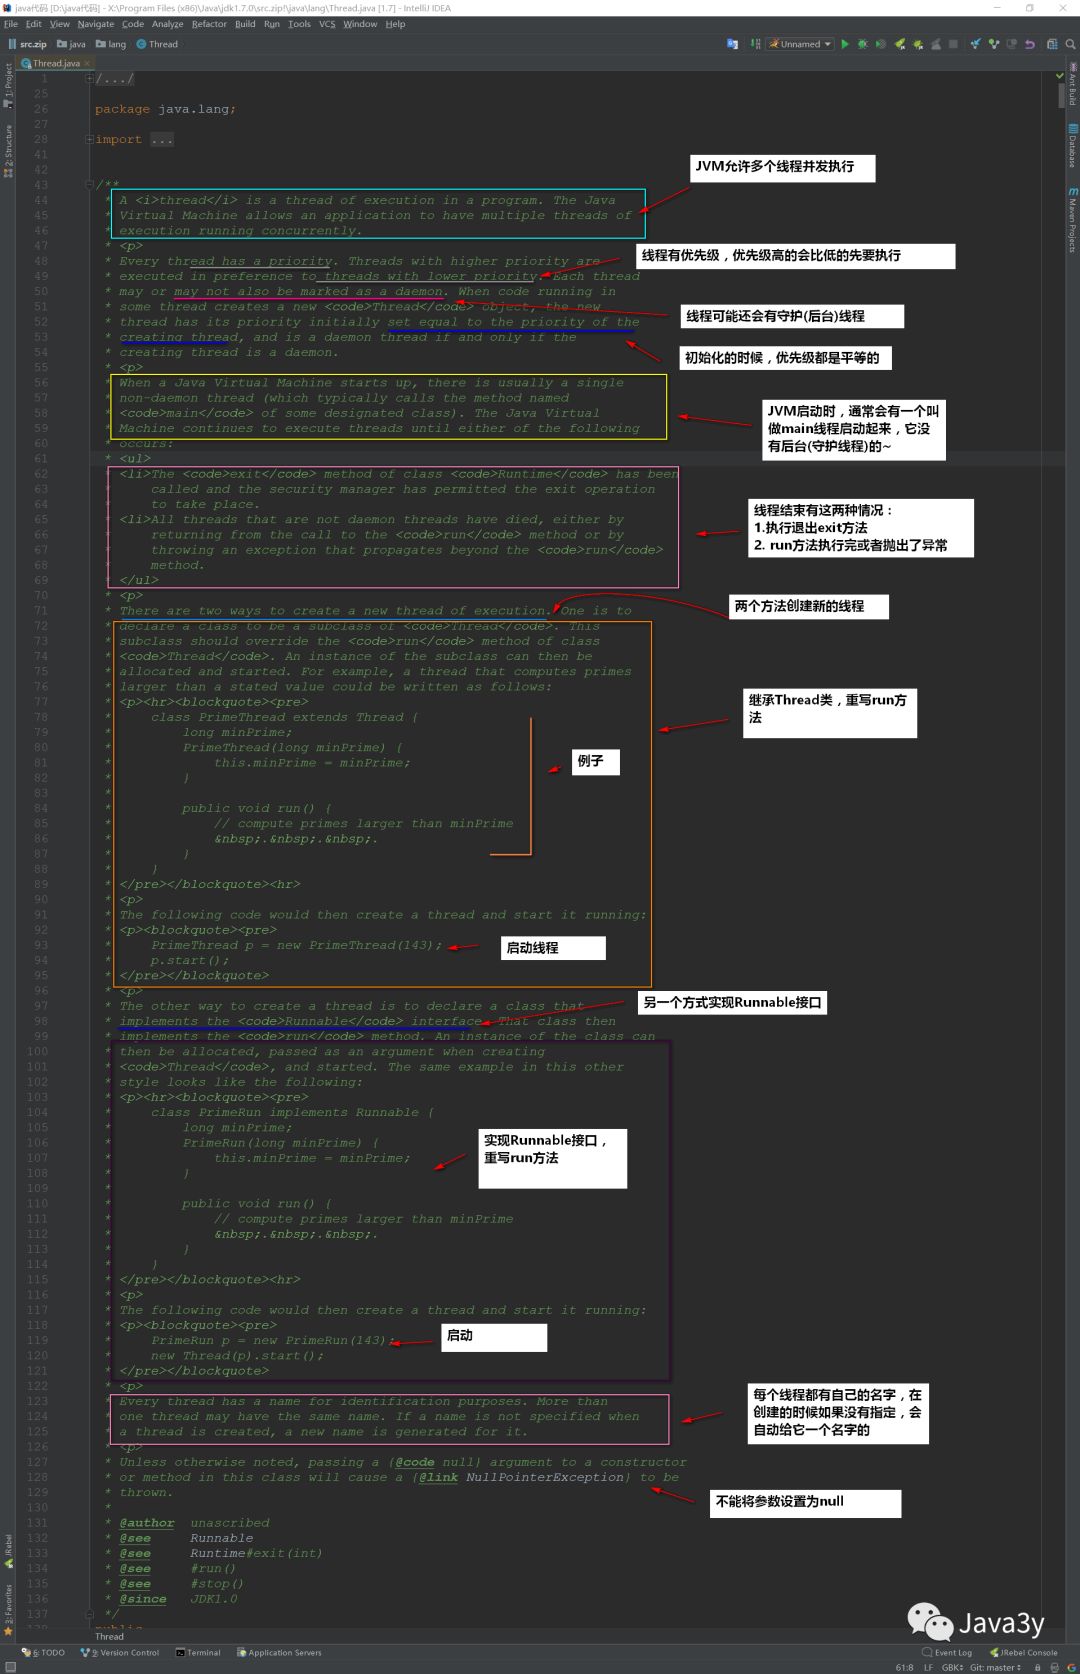 java代码 [D:\java代码] - X:\Program Files (x86)\Java\jdk1.7.0\src.zip!\java\lang\Thread.java [1.7] - IntelliJ IDEA
File Edit View Navigate Code Analyze Refactor Build Run Tools VCS Window Help
src.zip java lang Thread Unnamed
Thread.java
1: Project
2: Structure
Ant Build
Database
Maven Projects
1 /.../
25
26 package java.lang;
27
28 import ...
41
42
JVM允许多个线程并发执行
43 /**
44 * A <i>thread</i> is a thread of execution in a program. The Java
45 * Virtual Machine allows an application to have multiple threads of
46 * execution running concurrently.
47 * <p>
线程有优先级，优先级高的会比低的先要执行
48 * Every thread has a priority. Threads with higher priority are
49 * executed in preference to threads with lower priority. Each thread
50 * may or may not also be marked as a daemon. When code running in
51 * some thread creates a new <code>Thread</code> object, the new
线程可能还会有守护(后台)线程
52 * thread has its priority initially set equal to the priority of the
53 * creating thread, and is a daemon thread if and only if the
54 * creating thread is a daemon.
初始化的时候，优先级都是平等的
55 * <p>
56 * When a Java Virtual Machine starts up, there is usually a single
57 * non-daemon thread (which typically calls the method named
58 * <code>main</code> of some designated class). The Java Virtual
59 * Machine continues to execute threads until either of the following
60 * occurs:
JVM启动时，通常会有一个叫
做main线程启动起来，它没
有后台(守护线程)的~
61 * <ul>
62 * <li>The <code>exit</code> method of class <code>Runtime</code> has been
63 * called and the security manager has permitted the exit operation
64 * to take place.
65 * <li>All threads that are not daemon threads have died, either by
66 * returning from the call to the <code>run</code> method or by
67 * throwing an exception that propagates beyond the <code>run</code>
68 * method.
69 * </ul>
线程结束有这两种情况：
1.执行退出exit方法
2. run方法执行完或者抛出了异常
70 * <p>
71 * There are two ways to create a new thread of execution. One is to
两个方法创建新的线程
72 * declare a class to be a subclass of <code>Thread</code>. This
73 * subclass should override the <code>run</code> method of class
74 * <code>Thread</code>. An instance of the subclass can then be
75 * allocated and started. For example, a thread that computes primes
76 * larger than a stated value could be written as follows:
77 * <p><hr><blockquote><pre>
继承Thread类，重写run方
法
78 * class PrimeThread extends Thread {
79 * long minPrime;
80 * PrimeThread(long minPrime) {
81 * this.minPrime = minPrime;
例子
82 * }
83 *
84 * public void run() {
85 * // compute primes larger than minPrime
86 * &nbsp;.&nbsp;.&nbsp;.
87 * }
88 * }
89 * </pre></blockquote><hr>
90 * <p>
91 * The following code would then create a thread and start it running:
92 * <p><blockquote><pre>
93 * PrimeThread p = new PrimeThread(143);
启动线程
94 * p.start();
95 * </pre></blockquote>
96 * <p>
97 * The other way to create a thread is to declare a class that
另一个方式实现Runnable接口
98 * implements the <code>Runnable</code> interface. That class then
99 * implements the <code>run</code> method. An instance of the class can
100 * then be allocated, passed as an argument when creating
101 * <code>Thread</code>, and started. The same example in this other
102 * style looks like the following:
103 * <p><hr><blockquote><pre>
104 * class PrimeRun implements Runnable {
105 * long minPrime;
106 * PrimeRun(long minPrime) {
107 * this.minPrime = minPrime;
实现Runnable接口，
重写run方法
108 * }
109 *
110 * public void run() {
111 * // compute primes larger than minPrime
112 * &nbsp;.&nbsp;.&nbsp;.
113 * }
114 * }
115 * </pre></blockquote><hr>
116 * <p>
117 * The following code would then create a thread and start it running:
118 * <p><blockquote><pre>
119 * PrimeRun p = new PrimeRun(143);
启动
120 * new Thread(p).start();
121 * </pre></blockquote>
122 * <p>
123 * Every thread has a name for identification purposes. More than
124 * one thread may have the same name. If a name is not specified when
125 * a thread is created, a new name is generated for it.
每个线程都有自己的名字，在
创建的时候如果没有指定，会
自动给它一个名字的
126 * <p>
127 * Unless otherwise noted, passing a {@code null} argument to a constructor
128 * or method in this class will cause a {@link NullPointerException} to be
129 * thrown.
不能将参数设置为null
130 *
131 * @author unascribed
132 * @see Runnable
133 * @see Runtime#exit(int)
134 * @see #run()
135 * @see #stop()
136 * @since JDK1.0
137 */
138 public
JRebel
2: Favorites
Java3y
Thread
6: TODO 9: Version Control Terminal Application Servers Event Log JRebel Console
61:8 LF GBK Git: master